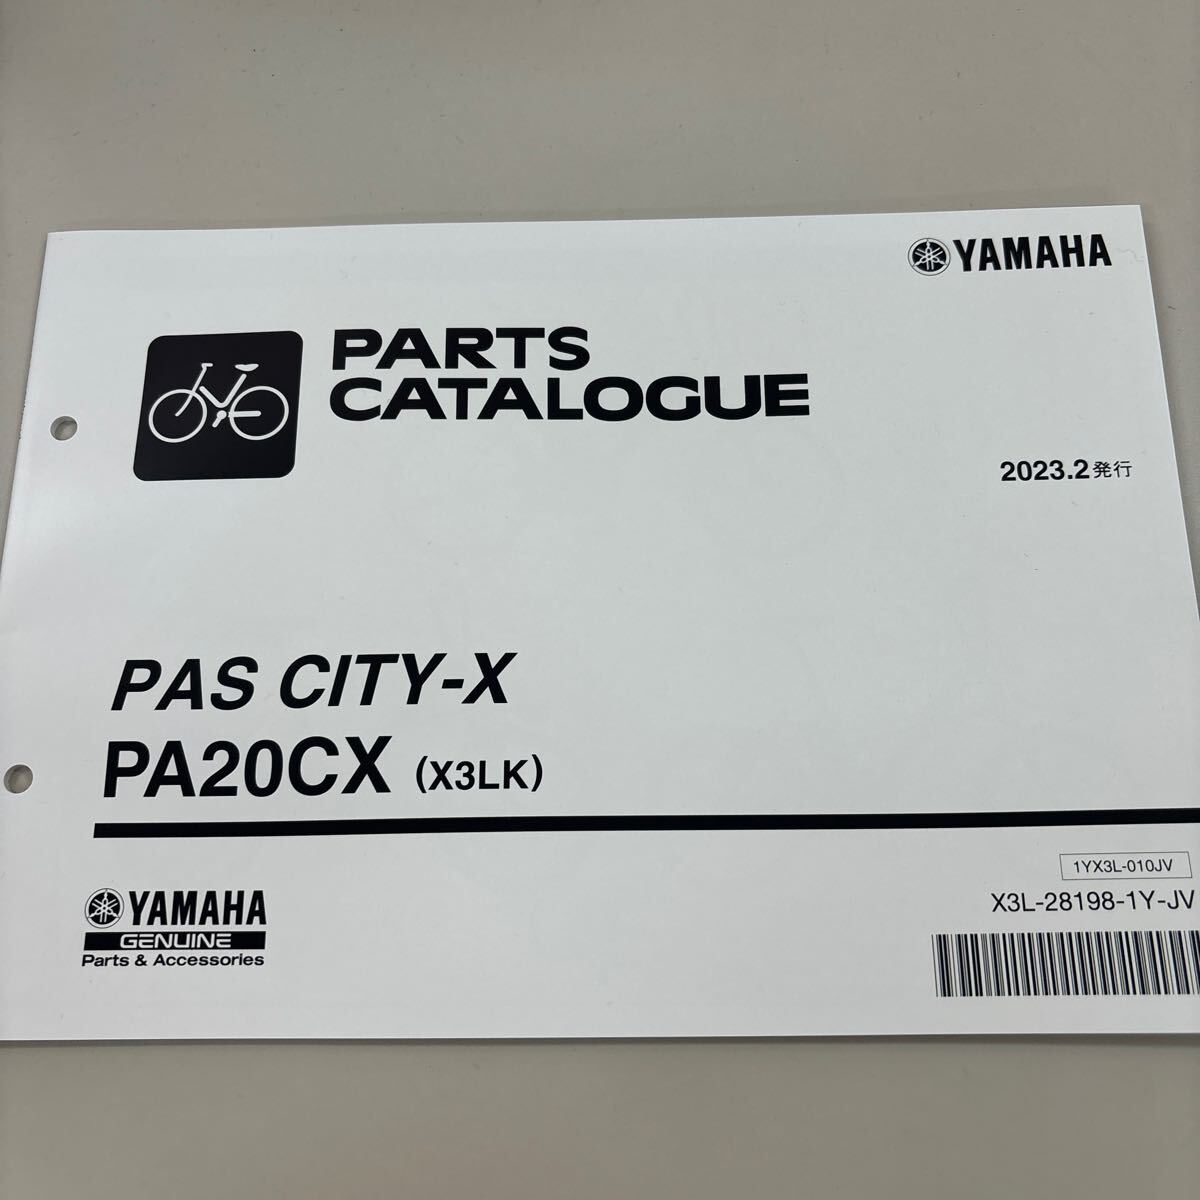 YAMAHA
PARTS
CATALOGUE
2023.2発行
PAS CITY-X
PA20CX (X3LK)
1YX3L-010JV
X3L-28198-1Y-JV
YAMAHA
GENUINE
Parts & Accessories